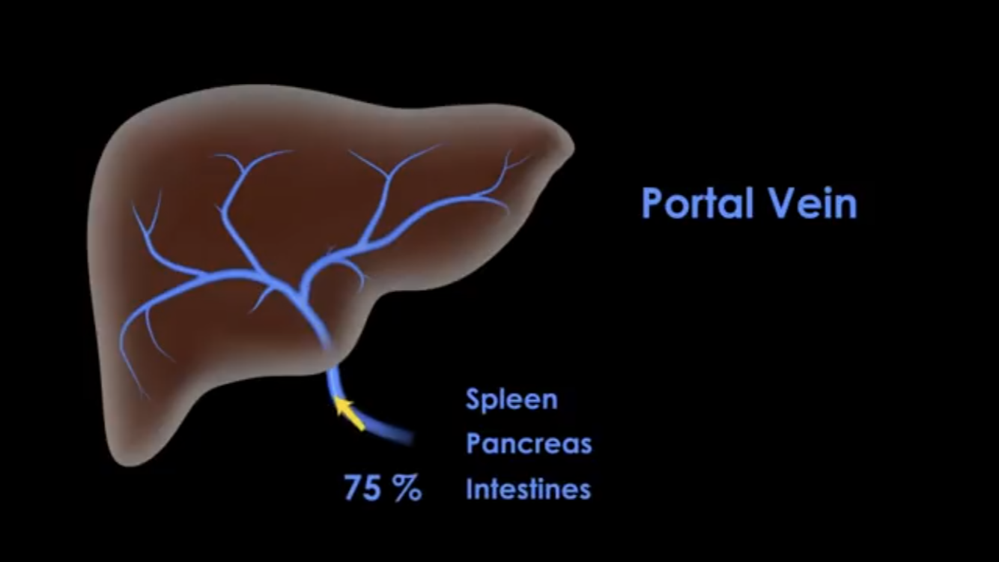 Portal Vein
Spleen
Pancreas
75 % Intestines